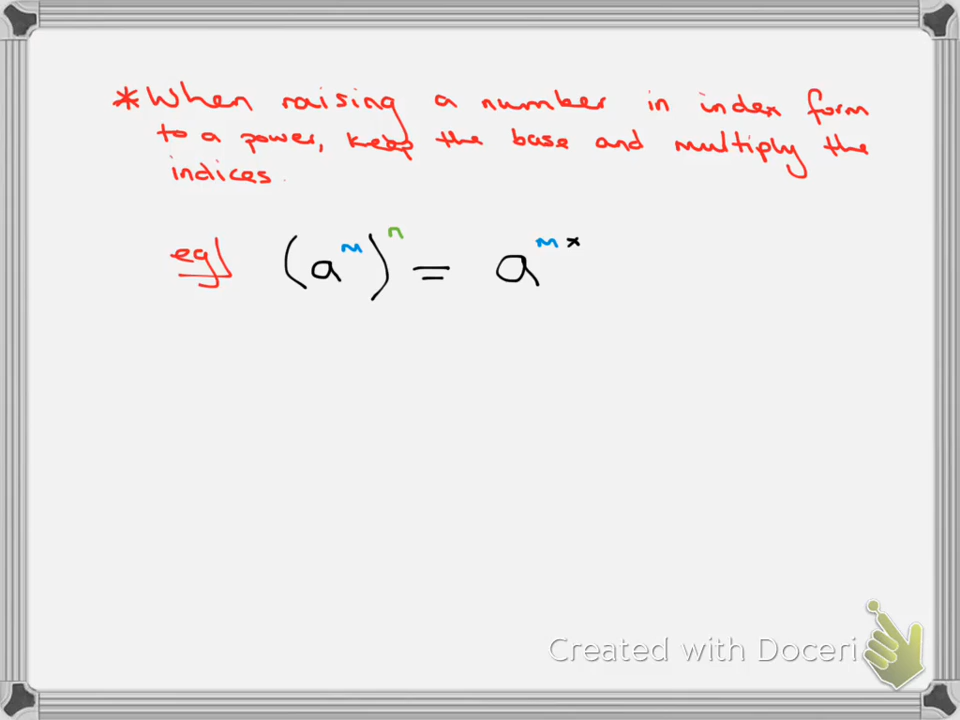 *When raising a number in index form
to a power, keep the base and multiply the
indices.
eg) (a^m)^n = a^m×
Created with Doceri